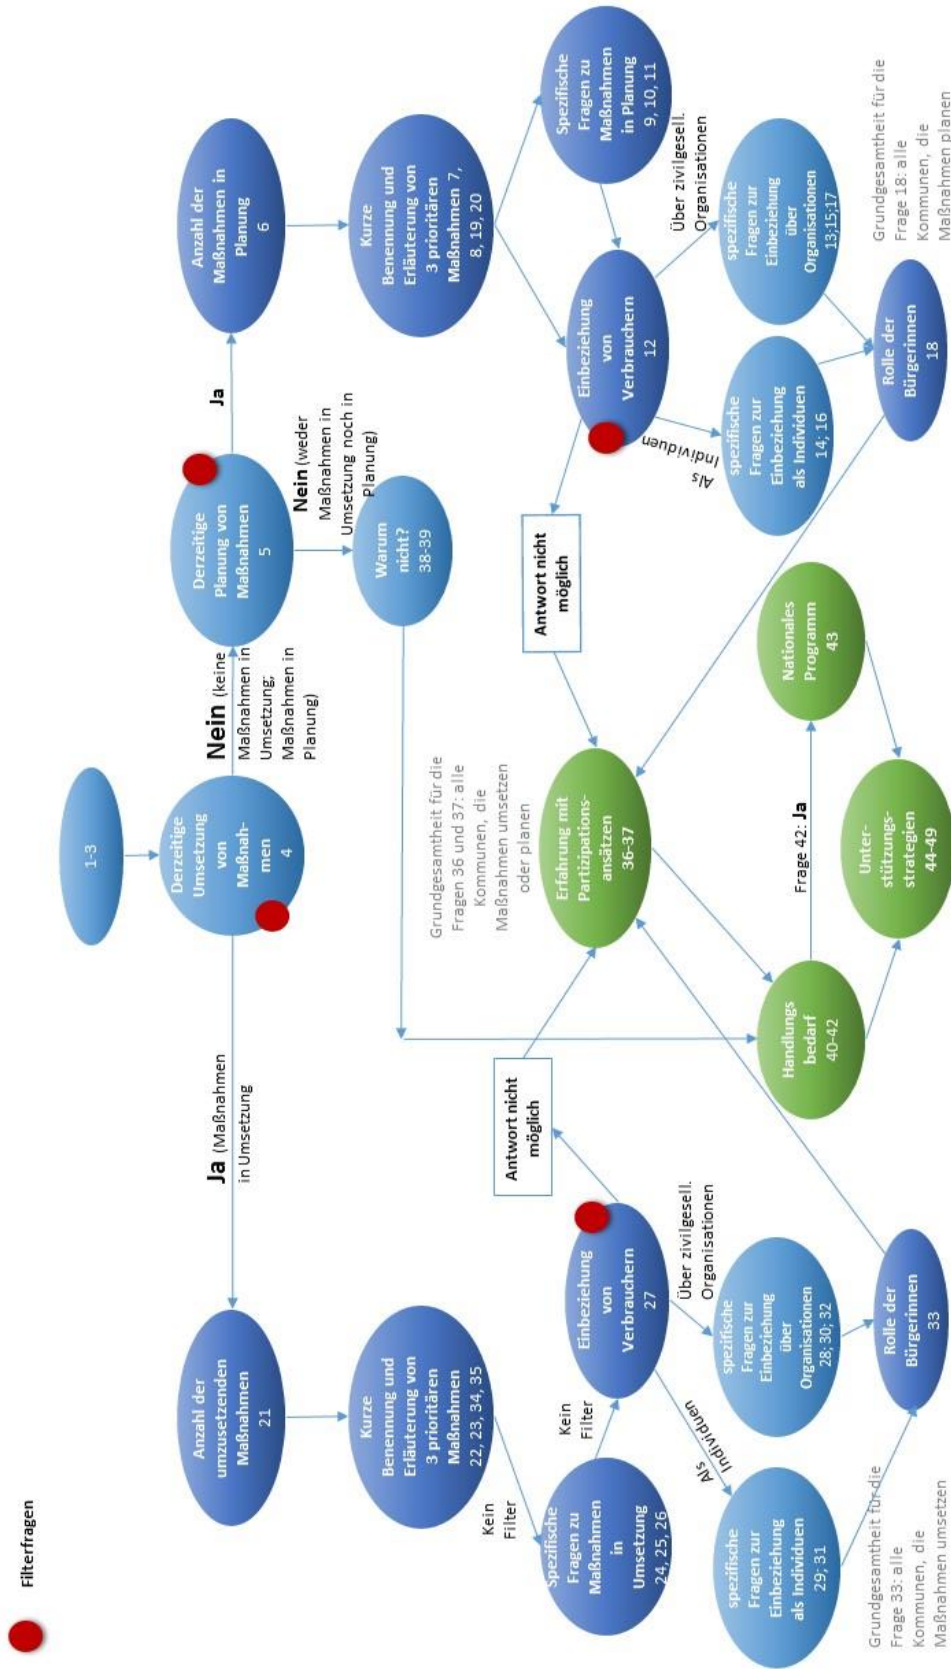 Filterfragen
1-3
Derzeitige
Umsetzung
von
Maßnah-
men
4
Ja (Maßnahmen
in Umsetzung)
Nein (keine
Maßnahmen in
Umsetzung;
Maßnahmen in
Planung)
Derzeitige
Planung von
Maßnahmen
5
Ja
Nein (weder
Maßnahmen in
Umsetzung noch in
Planung)
Warum
nicht?
38-39
Anzahl der
Maßnahmen in
Planung
6
Kurze
Benennung und
Erläuterung von
3 prioritären
Maßnahmen 7,
8, 19, 20
Spezifische
Fragen zu
Maßnahmen
in Planung
9, 10, 11
Einbeziehung
von
Verbrauchern
12
Über zivilgesell.
Organisationen
Als
Individuen
spezifische
Fragen zur
Einbeziehung
über
Organisationen
13;15;17
spezifische
Fragen zur
Einbeziehung
als Individuen
14; 16
Rolle der
Bürgerinnen
18
Grundgesamtheit für die
Frage 18: alle
Kommunen, die
Maßnahmen planen
Antwort nicht
möglich
Anzahl der
umzusetzenden
Maßnahmen
21
Kurze
Benennung und
Erläuterung von
3 prioritären
Maßnahmen
22, 23, 34, 35
Kein
Filter
Spezifische
Fragen zu
Maßnahmen
in
Umsetzung
24, 25, 26
Kein
Filter
Einbeziehung
von
Verbrauchern
27
Antwort nicht
möglich
Über zivilgesell.
Organisationen
Als
Individuen
spezifische
Fragen zur
Einbeziehung
über
Organisationen
28; 30; 32
spezifische
Fragen zur
Einbeziehung
als Individuen
29; 31
Rolle der
Bürgerinnen
33
Grundgesamtheit für die
Frage 33: alle
Kommunen, die
Maßnahmen umsetzen
Grundgesamtheit für die
Fragen 36 und 37: alle
Kommunen, die
Maßnahmen umsetzen
oder planen
Erfahrung mit
Partizipations-
ansätzen
36-37
Handlungs
bedarf
40-42
Frage 42: Ja
Nationales
Programm
43
Unter-
stützungs-
strategien
44-49